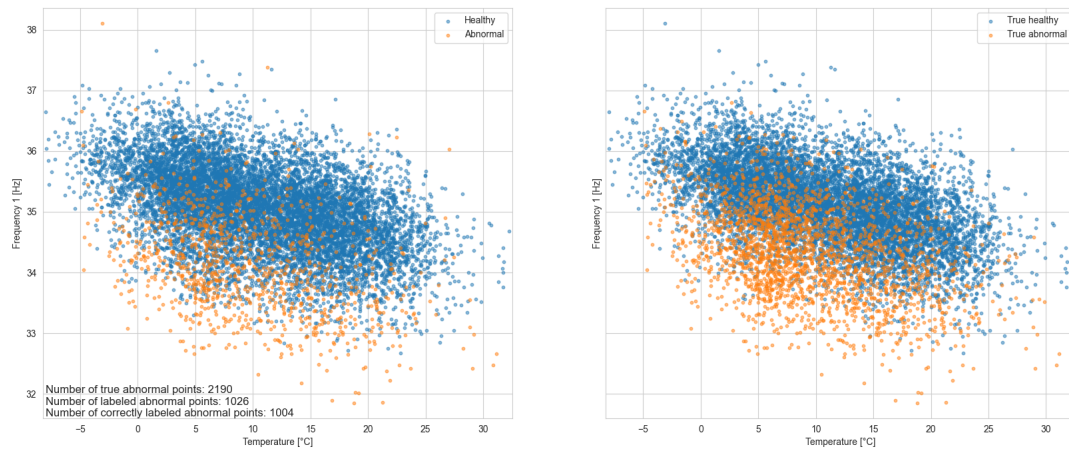 Healthy
Abnormal
38
37
36
35
34
33
32
Frequency 1 [Hz]
Number of true abnormal points: 2190
Number of labeled abnormal points: 1026
Number of correctly labeled abnormal points: 1004
−5 0 5 10 15 20 25 30
Temperature [°C]
True healthy
True abnormal
Frequency 1 [Hz]
−5 0 5 10 15 20 25 30
Temperature [°C]